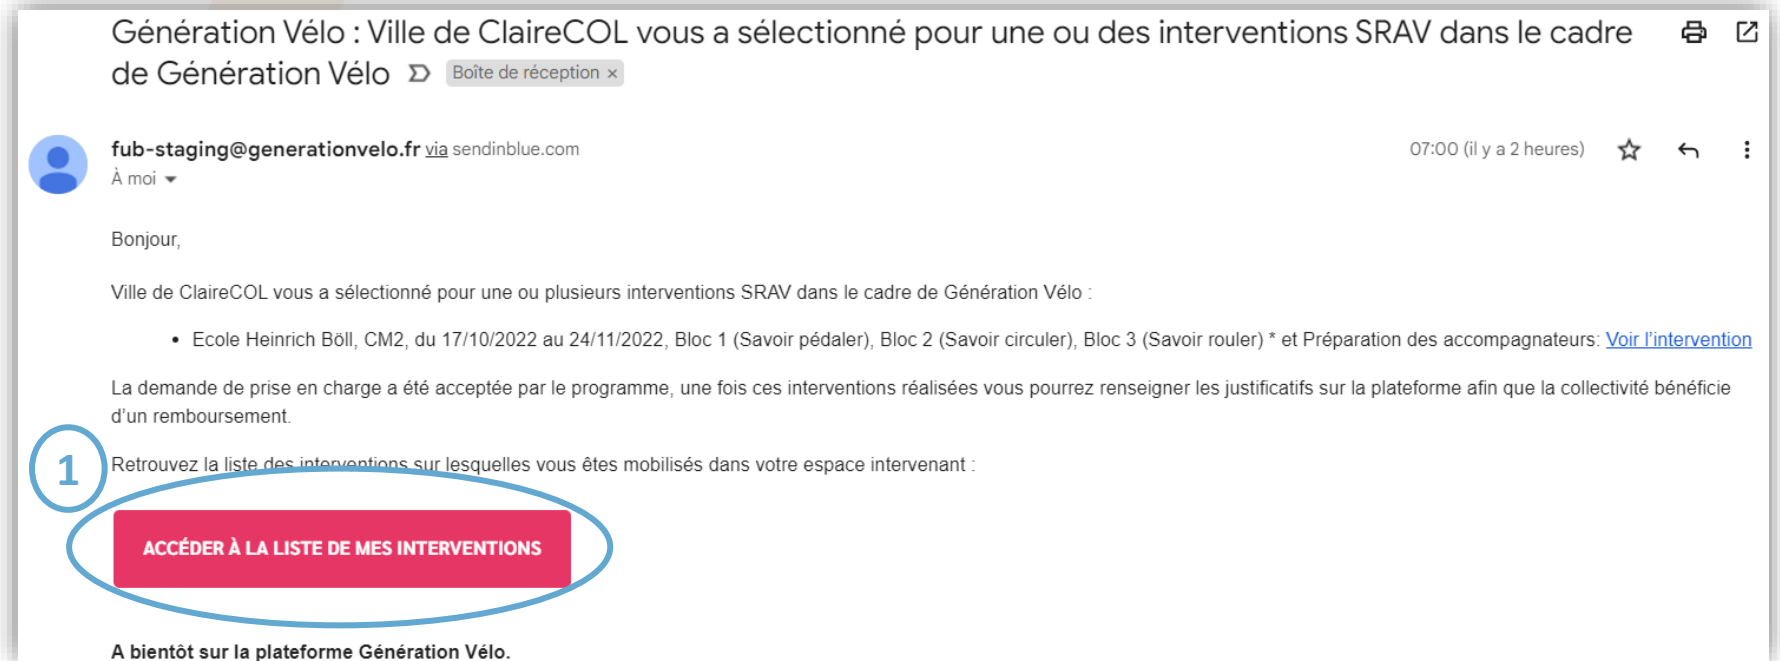 Génération Vélo : Ville de ClaireCOL vous a sélectionné pour une ou des interventions SRAV dans le cadre
de Génération Vélo Boîte de réception ×
fub-staging@generationvelo.fr via sendinblue.com 07:00 (il y a 2 heures)
À moi
Bonjour,
Ville de ClaireCOL vous a sélectionné pour une ou plusieurs interventions SRAV dans le cadre de Génération Vélo :
• Ecole Heinrich Böll, CM2, du 17/10/2022 au 24/11/2022, Bloc 1 (Savoir pédaler), Bloc 2 (Savoir circuler), Bloc 3 (Savoir rouler) * et Préparation des accompagnateurs: Voir l'intervention
La demande de prise en charge a été acceptée par le programme, une fois ces interventions réalisées vous pourrez renseigner les justificatifs sur la plateforme afin que la collectivité bénéficie
d'un remboursement.
1
Retrouvez la liste des interventions sur lesquelles vous êtes mobilisés dans votre espace intervenant :
ACCÉDER À LA LISTE DE MES INTERVENTIONS
A bientôt sur la plateforme Génération Vélo.